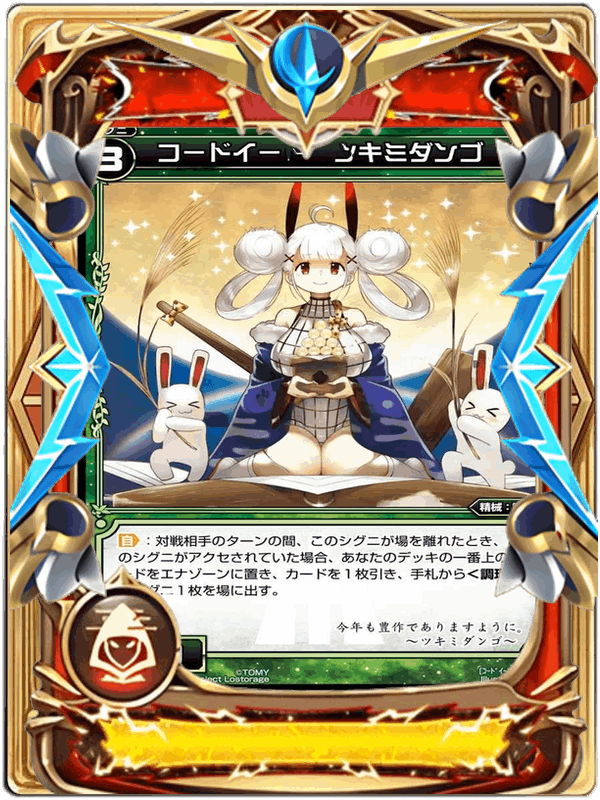 3
コードイー ツキミダンゴ
精械：
自：対戦相手のターンの間、このシグニが場を離れたとき、
のシグニがアクセされていた場合、あなたのデッキの一番上の
ードをエナゾーンに置き、カードを1枚引き、手札から＜調理
グニ1枚を場に出す。
今年も豊作でありますように。
～ツキミダンゴ～
©TOMY
ject Lostorage
Illus